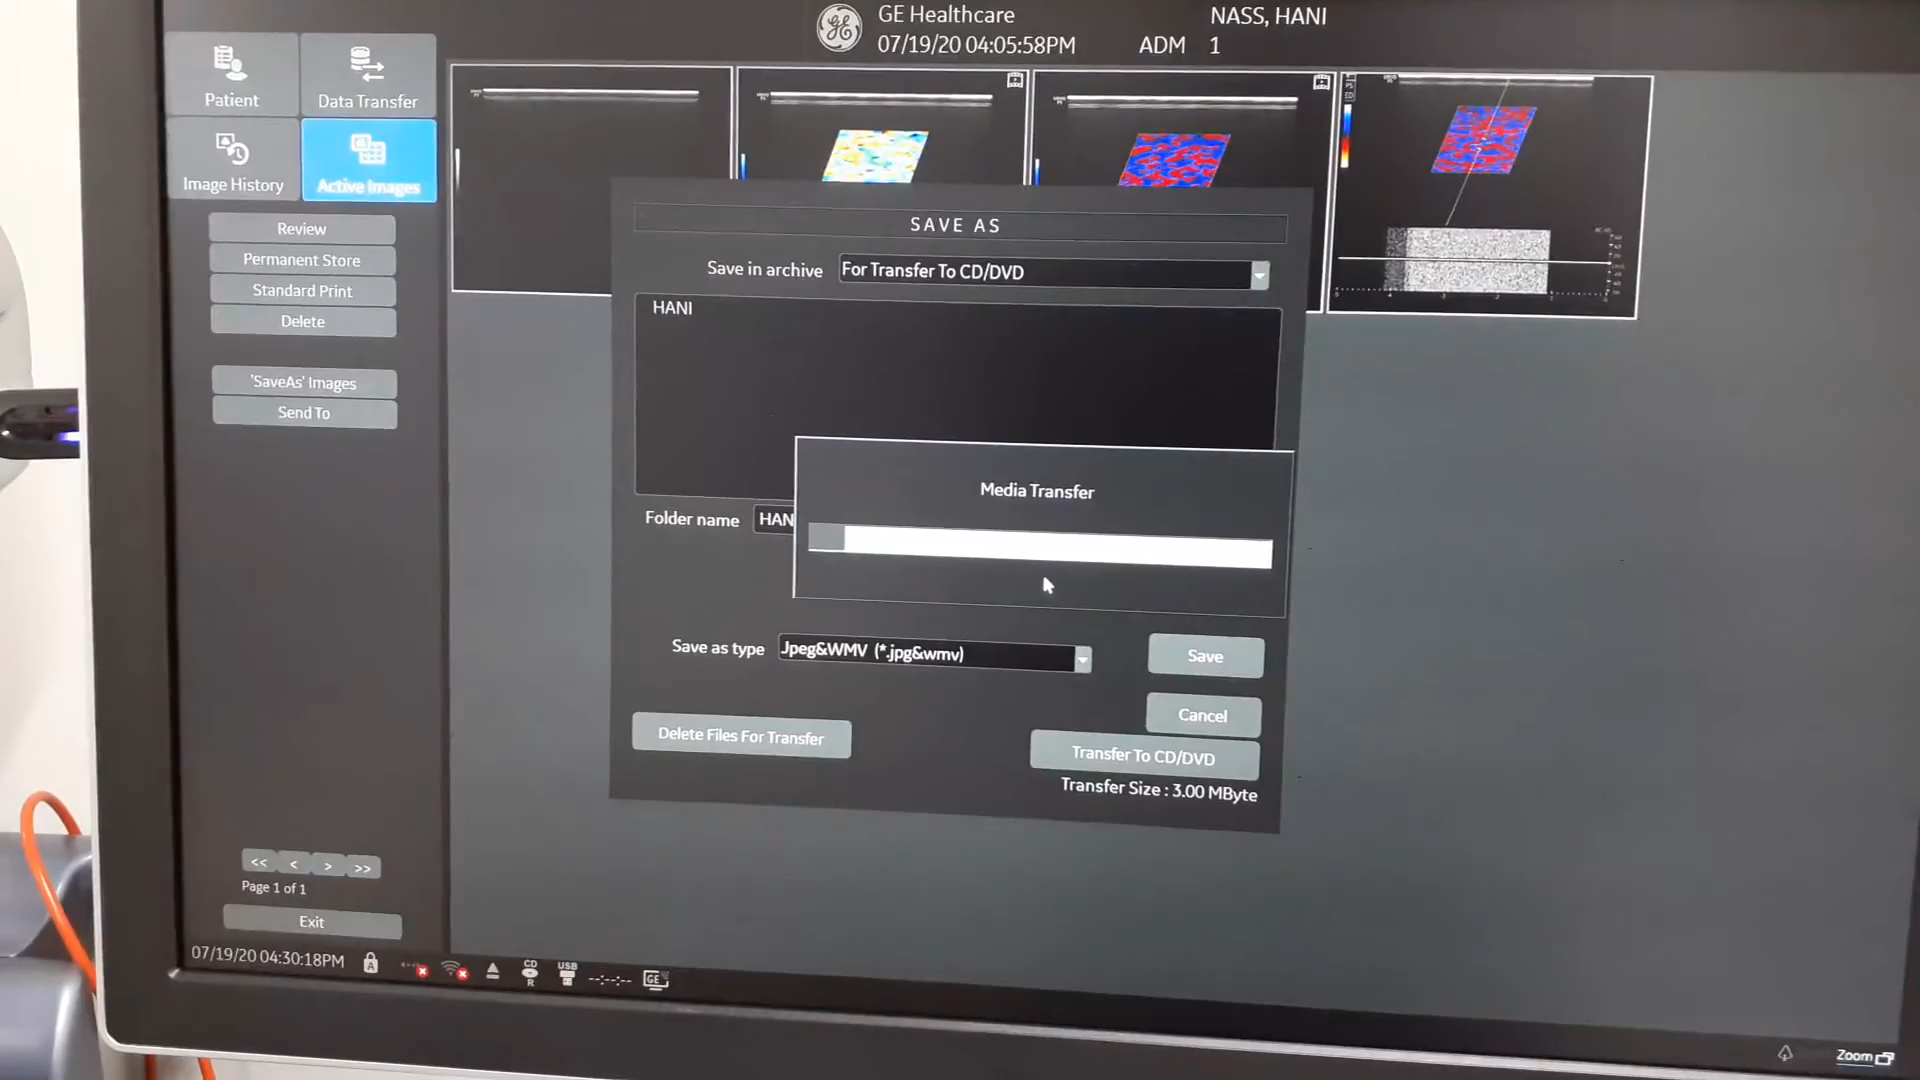 GE Healthcare
07/19/20 04:05:58PM
ADM
NASS, HANI
1
Patient
Data Transfer
Image History
Active Images
Review
Permanent Store
Standard Print
Delete
'SaveAs' Images
Send To
SAVE AS
Save in archive
For Transfer To CD/DVD
HANI
Media Transfer
Folder name
HAN
Save as type
Jpeg&WMV (*.jpg&wmv)
Save
Cancel
Delete Files For Transfer
Transfer To CD/DVD
Transfer Size : 3.00 MByte
<< < > >>
Page 1 of 1
Exit
07/19/20 04:30:18PM
A
CD
R
USB
--:--:--
GE
Zoom